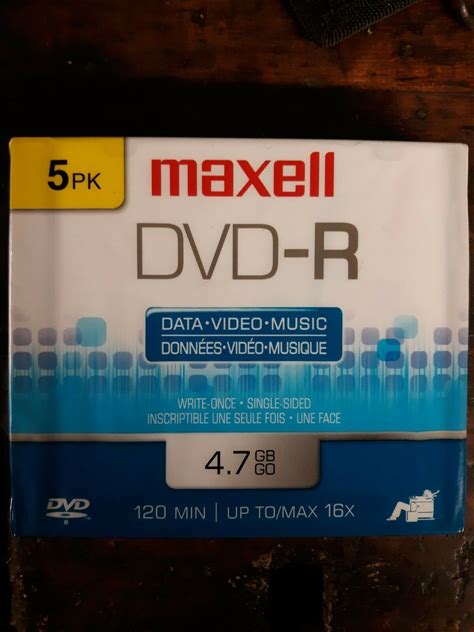 5PK
maxell
DVD-R
DATA•VIDEO•MUSIC
DONNÉES•VIDÉO•MUSIQUE
WRITE-ONCE • SINGLE-SIDED
INSCRIPTIBLE UNE SEULE FOIS • UNE FACE
4.7 GB
GO
DVD
R
120 MIN | UP TO/MAX 16X